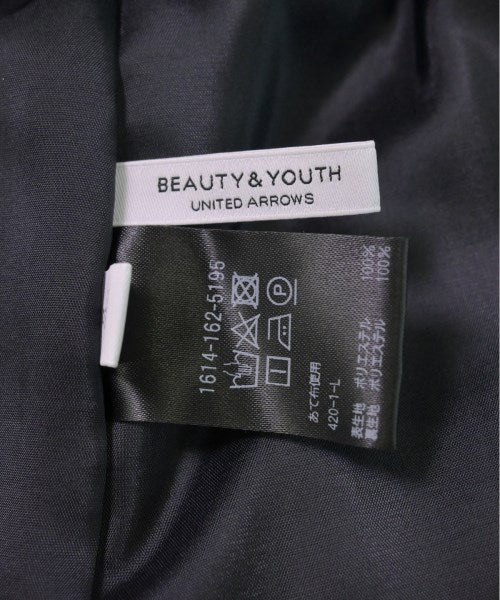 BEAUTY&YOUTH
UNITED ARROWS
1614-162-5195
P
あて布使用
420-1-L
表生地 ポリエステル 100%
裏生地 ポリエステル 100%